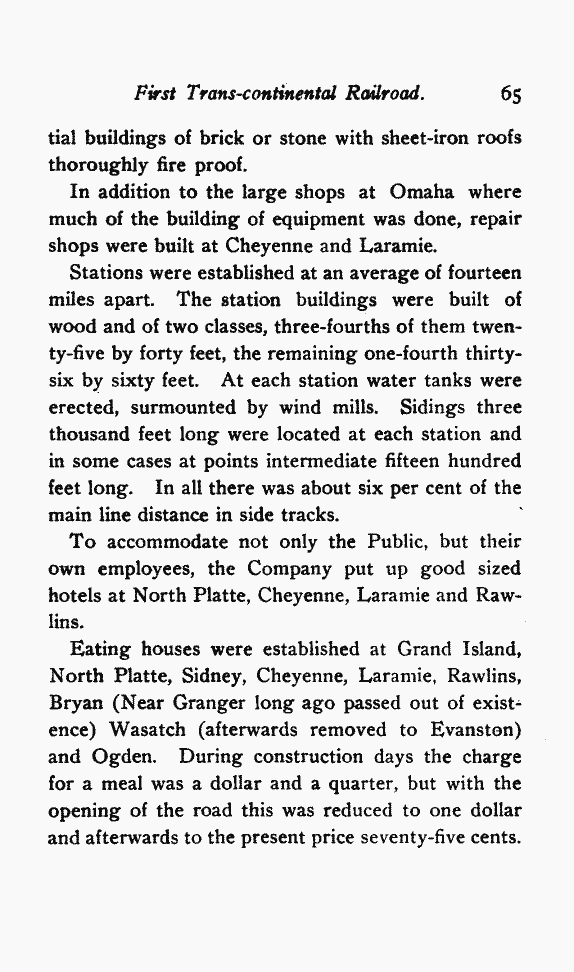 First Trans-continental Railroad. 65
tial buildings of brick or stone with sheet-iron roofs
thoroughly fire proof.
In addition to the large shops at Omaha where
much of the building of equipment was done, repair
shops were built at Cheyenne and Laramie.
Stations were established at an average of fourteen
miles apart. The station buildings were built of
wood and of two classes, three-fourths of them twen-
ty-five by forty feet, the remaining one-fourth thirty-
six by sixty feet. At each station water tanks were
erected, surmounted by wind mills. Sidings three
thousand feet long were located at each station and
in some cases at points intermediate fifteen hundred
feet long. In all there was about six per cent of the
main line distance in side tracks.
To accommodate not only the Public, but their
own employees, the Company put up good sized
hotels at North Platte, Cheyenne, Laramie and Raw-
lins.
Eating houses were established at Grand Island,
North Platte, Sidney, Cheyenne, Laramie, Rawlins,
Bryan (Near Granger long ago passed out of exist-
ence) Wasatch (afterwards removed to Evanston)
and Ogden. During construction days the charge
for a meal was a dollar and a quarter, but with the
opening of the road this was reduced to one dollar
and afterwards to the present price seventy-five cents.